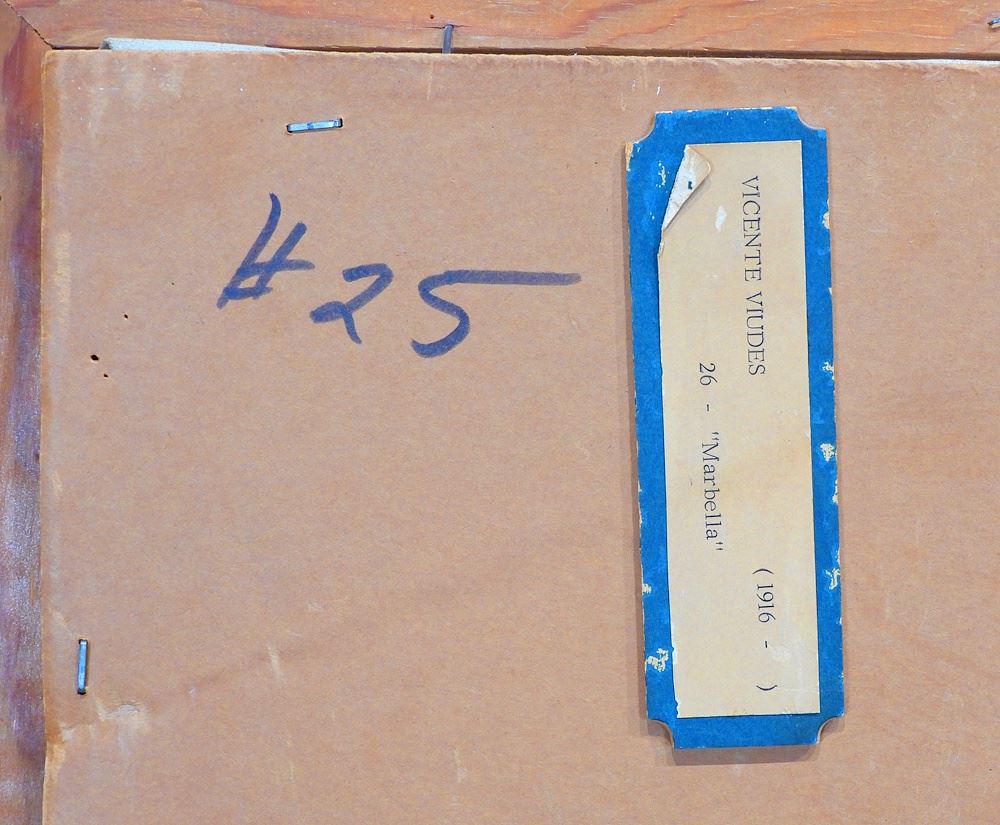 #25
VICENTE VIUDES (1916 - )
26 - "Marbella"